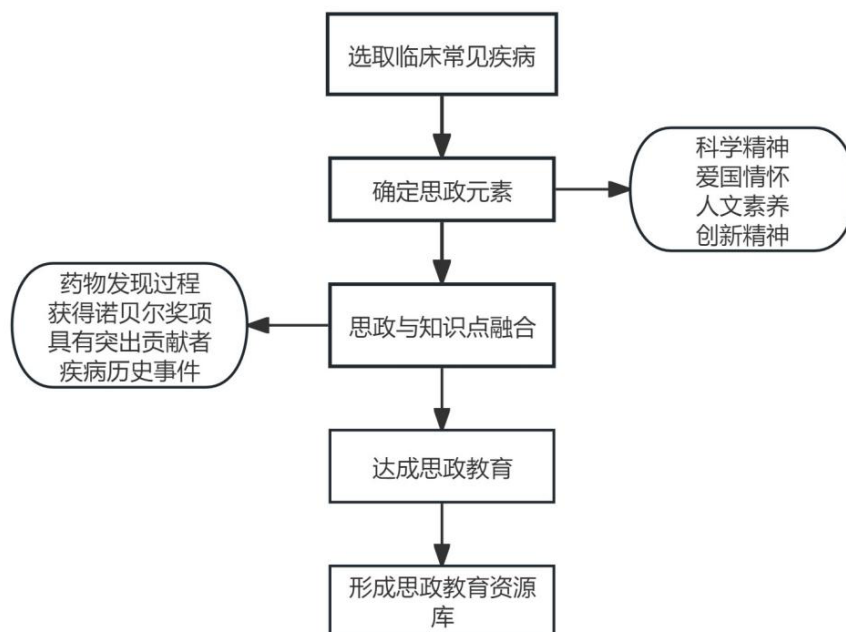 选取临床常见疾病
确定思政元素
科学精神
爱国情怀
人文素养
创新精神
思政与知识点融合
药物发现过程
获得诺贝尔奖项
具有突出贡献者
疾病历史事件
达成思政教育
形成思政教育资源
库